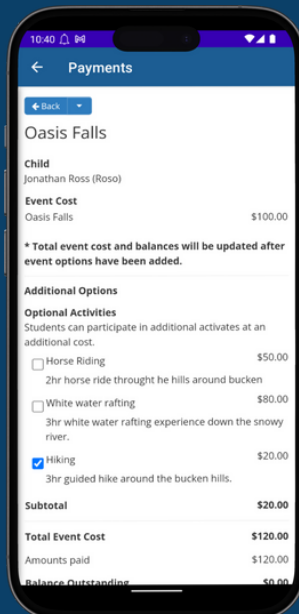 10:40
Payments
Back
Oasis Falls
Child
Jonathan Ross (Roso)
Event Cost
Oasis Falls $100.00
* Total event cost and balances will be updated after
event options have been added.
Additional Options
Optional Activities
Students can participate in additional activates at an
additional cost.
Horse Riding $50.00
2hr horse ride throught he hills around bucken
White water rafting $80.00
3hr white water rafting experience down the snowy
river.
Hiking $20.00
3hr guided hike around the bucken hills.
Subtotal $20.00
Total Event Cost $120.00
Amounts paid $120.00
Balance Outstanding $0.00